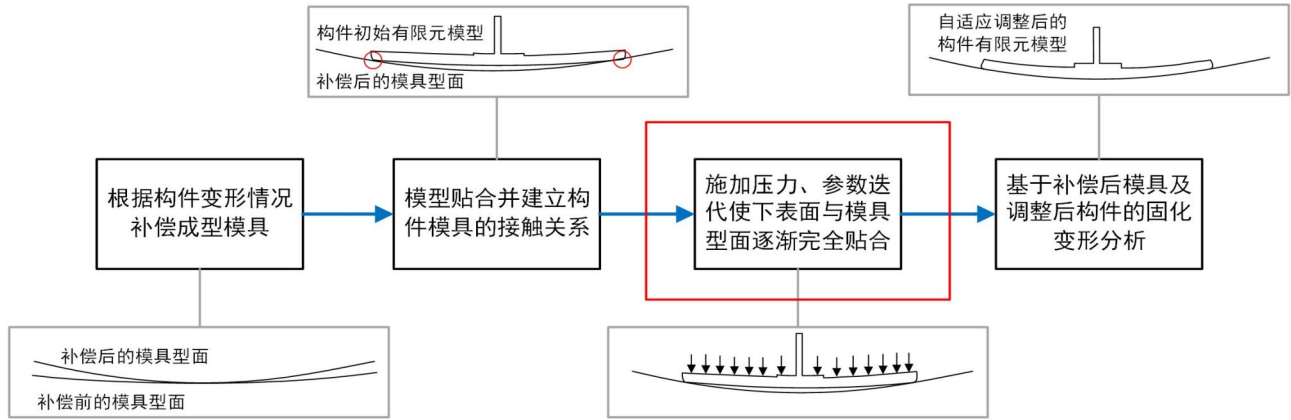 构件初始有限元模型
补偿后的模具型面
自适应调整后的
构件有限元模型
根据构件变形情况
补偿成型模具
模型贴合并建立构
件模具的接触关系
施加压力、参数迭
代使下表面与模具
型面逐渐完全贴合
基于补偿后模具及
调整后构件的固化
变形分析
补偿后的模具型面
补偿前的模具型面